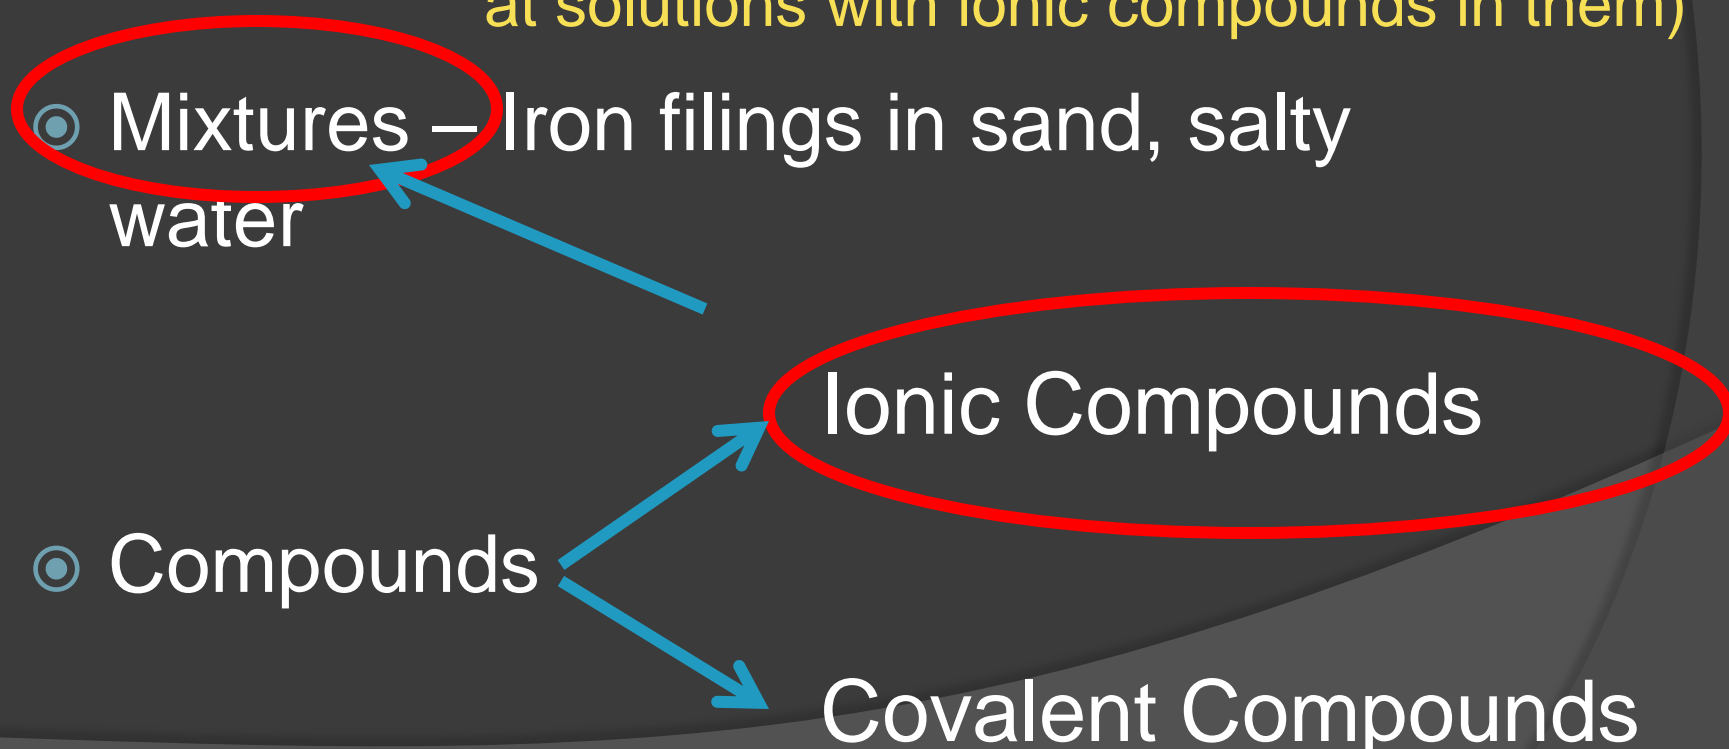 at solutions with ionic compounds in them)
Mixtures – Iron filings in sand, salty
water
Ionic Compounds
Compounds
Covalent Compounds